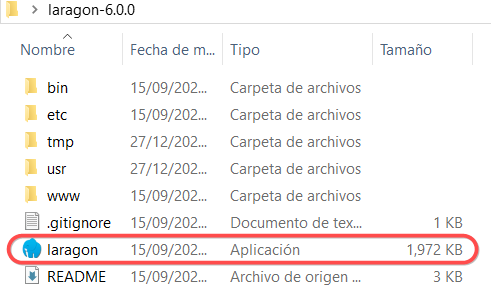 laragon-6.0.0
Nombre Fecha de m... Tipo Tamaño
bin 15/09/202... Carpeta de archivos
etc 15/09/202... Carpeta de archivos
tmp 27/12/202... Carpeta de archivos
usr 27/12/202... Carpeta de archivos
www 15/09/202... Carpeta de archivos
.gitignore 15/09/202... Documento de tex... 1 KB
laragon 15/09/202... Aplicación 1,972 KB
README 15/09/202... Archivo de origen ... 3 KB